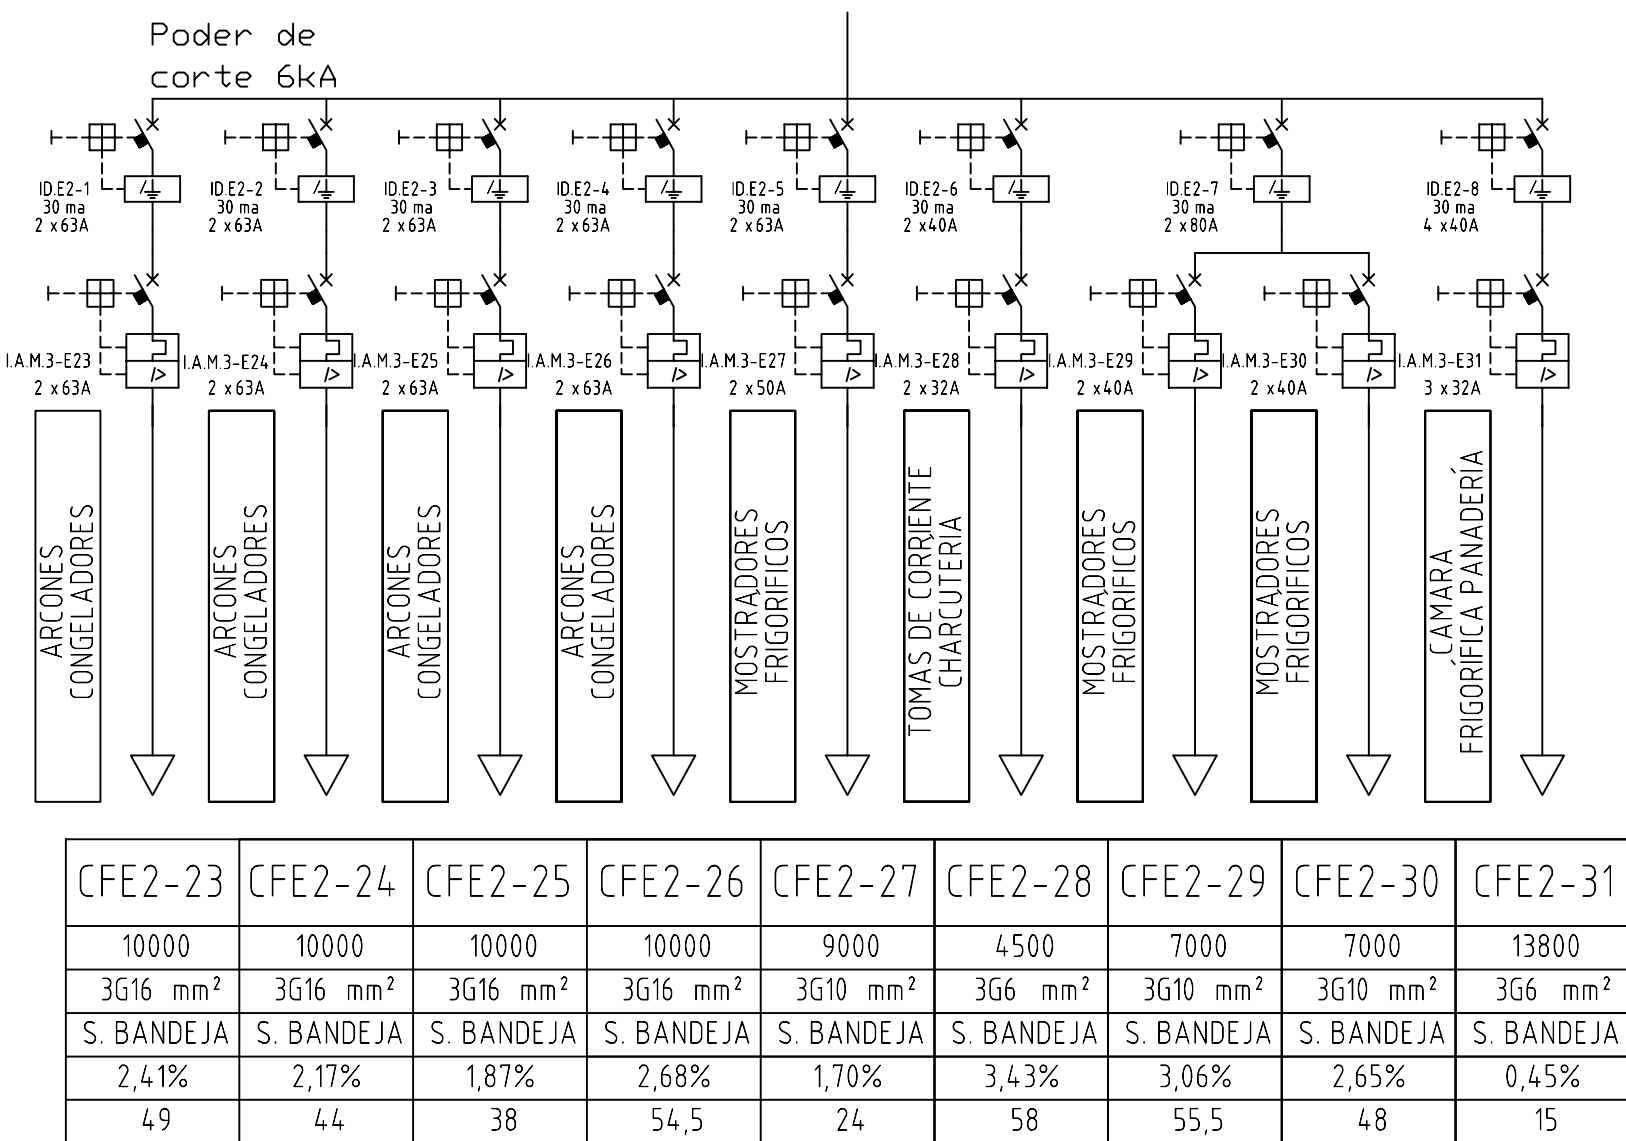 Poder de
corte 6kA
ID.E2-1
30 ma
2 x63A
ID.E2-2
30 ma
2 x63A
ID.E2-3
30 ma
2 x63A
ID.E2-4
30 ma
2 x63A
ID.E2-5
30 ma
2 x63A
ID.E2-6
30 ma
2 x40A
ID.E2-7
30 ma
2 x80A
ID.E2-8
30 ma
4 x40A
I.A.M.3-E23
2 x63A
I.A.M.3-E24
2 x63A
I.A.M.3-E25
2 x63A
I.A.M.3-E26
2 x63A
I.A.M.3-E27
2 x50A
I.A.M.3-E28
2 x32A
I.A.M.3-E29
2 x40A
I.A.M.3-E30
2 x40A
I.A.M.3-E31
3 x32A
ARCONES
CONGELADORES
ARCONES
CONGELADORES
ARCONES
CONGELADORES
ARCONES
CONGELADORES
MOSTRADORES
FRIGORÍFICOS
TOMAS DE CORRIENTE
CHARCUTERIA
MOSTRADORES
FRIGORÍFICOS
MOSTRADORES
FRIGORÍFICOS
CÁMARA
FRIGORÍFICA PANADERÍA
CFE2-23 CFE2-24 CFE2-25 CFE2-26 CFE2-27 CFE2-28 CFE2-29 CFE2-30 CFE2-31
10000 10000 10000 10000 9000 4500 7000 7000 13800
3G16 mm² 3G16 mm² 3G16 mm² 3G16 mm² 3G10 mm² 3G6 mm² 3G10 mm² 3G10 mm² 3G6 mm²
S. BANDEJA S. BANDEJA S. BANDEJA S. BANDEJA S. BANDEJA S. BANDEJA S. BANDEJA S. BANDEJA S. BANDEJA
2,41% 2,17% 1,87% 2,68% 1,70% 3,43% 3,06% 2,65% 0,45%
49 44 38 54,5 24 58 55,5 48 15